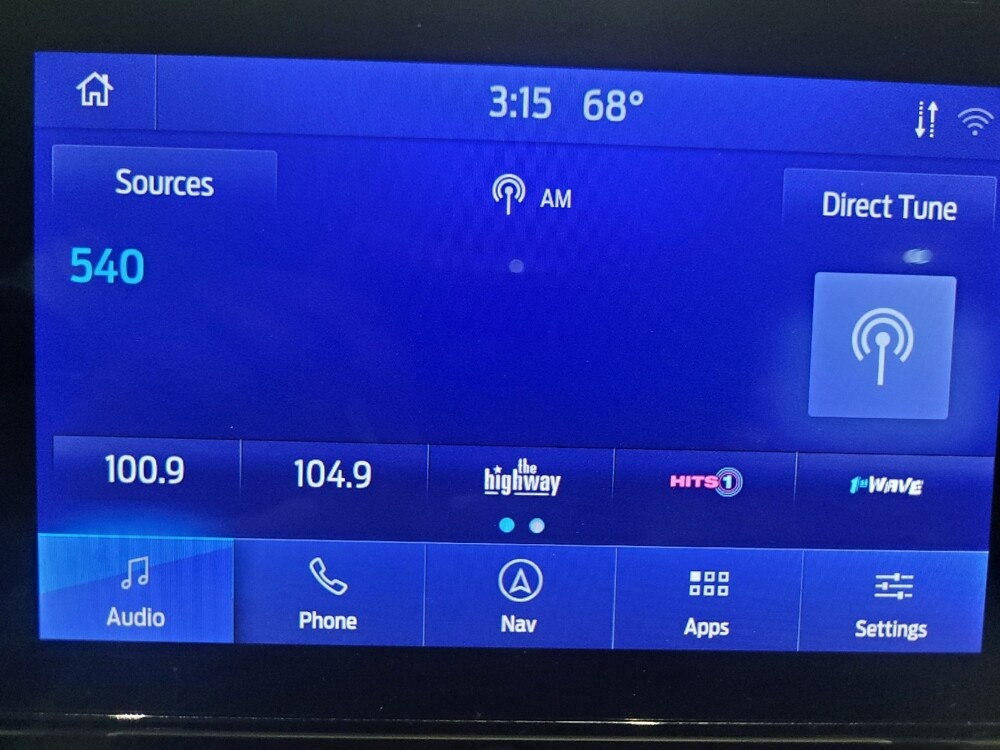 3:15 68°
Sources
AM
Direct Tune
540
100.9
104.9
the highway
HITS 1
1st WAVE
Audio
Phone
Nav
Apps
Settings